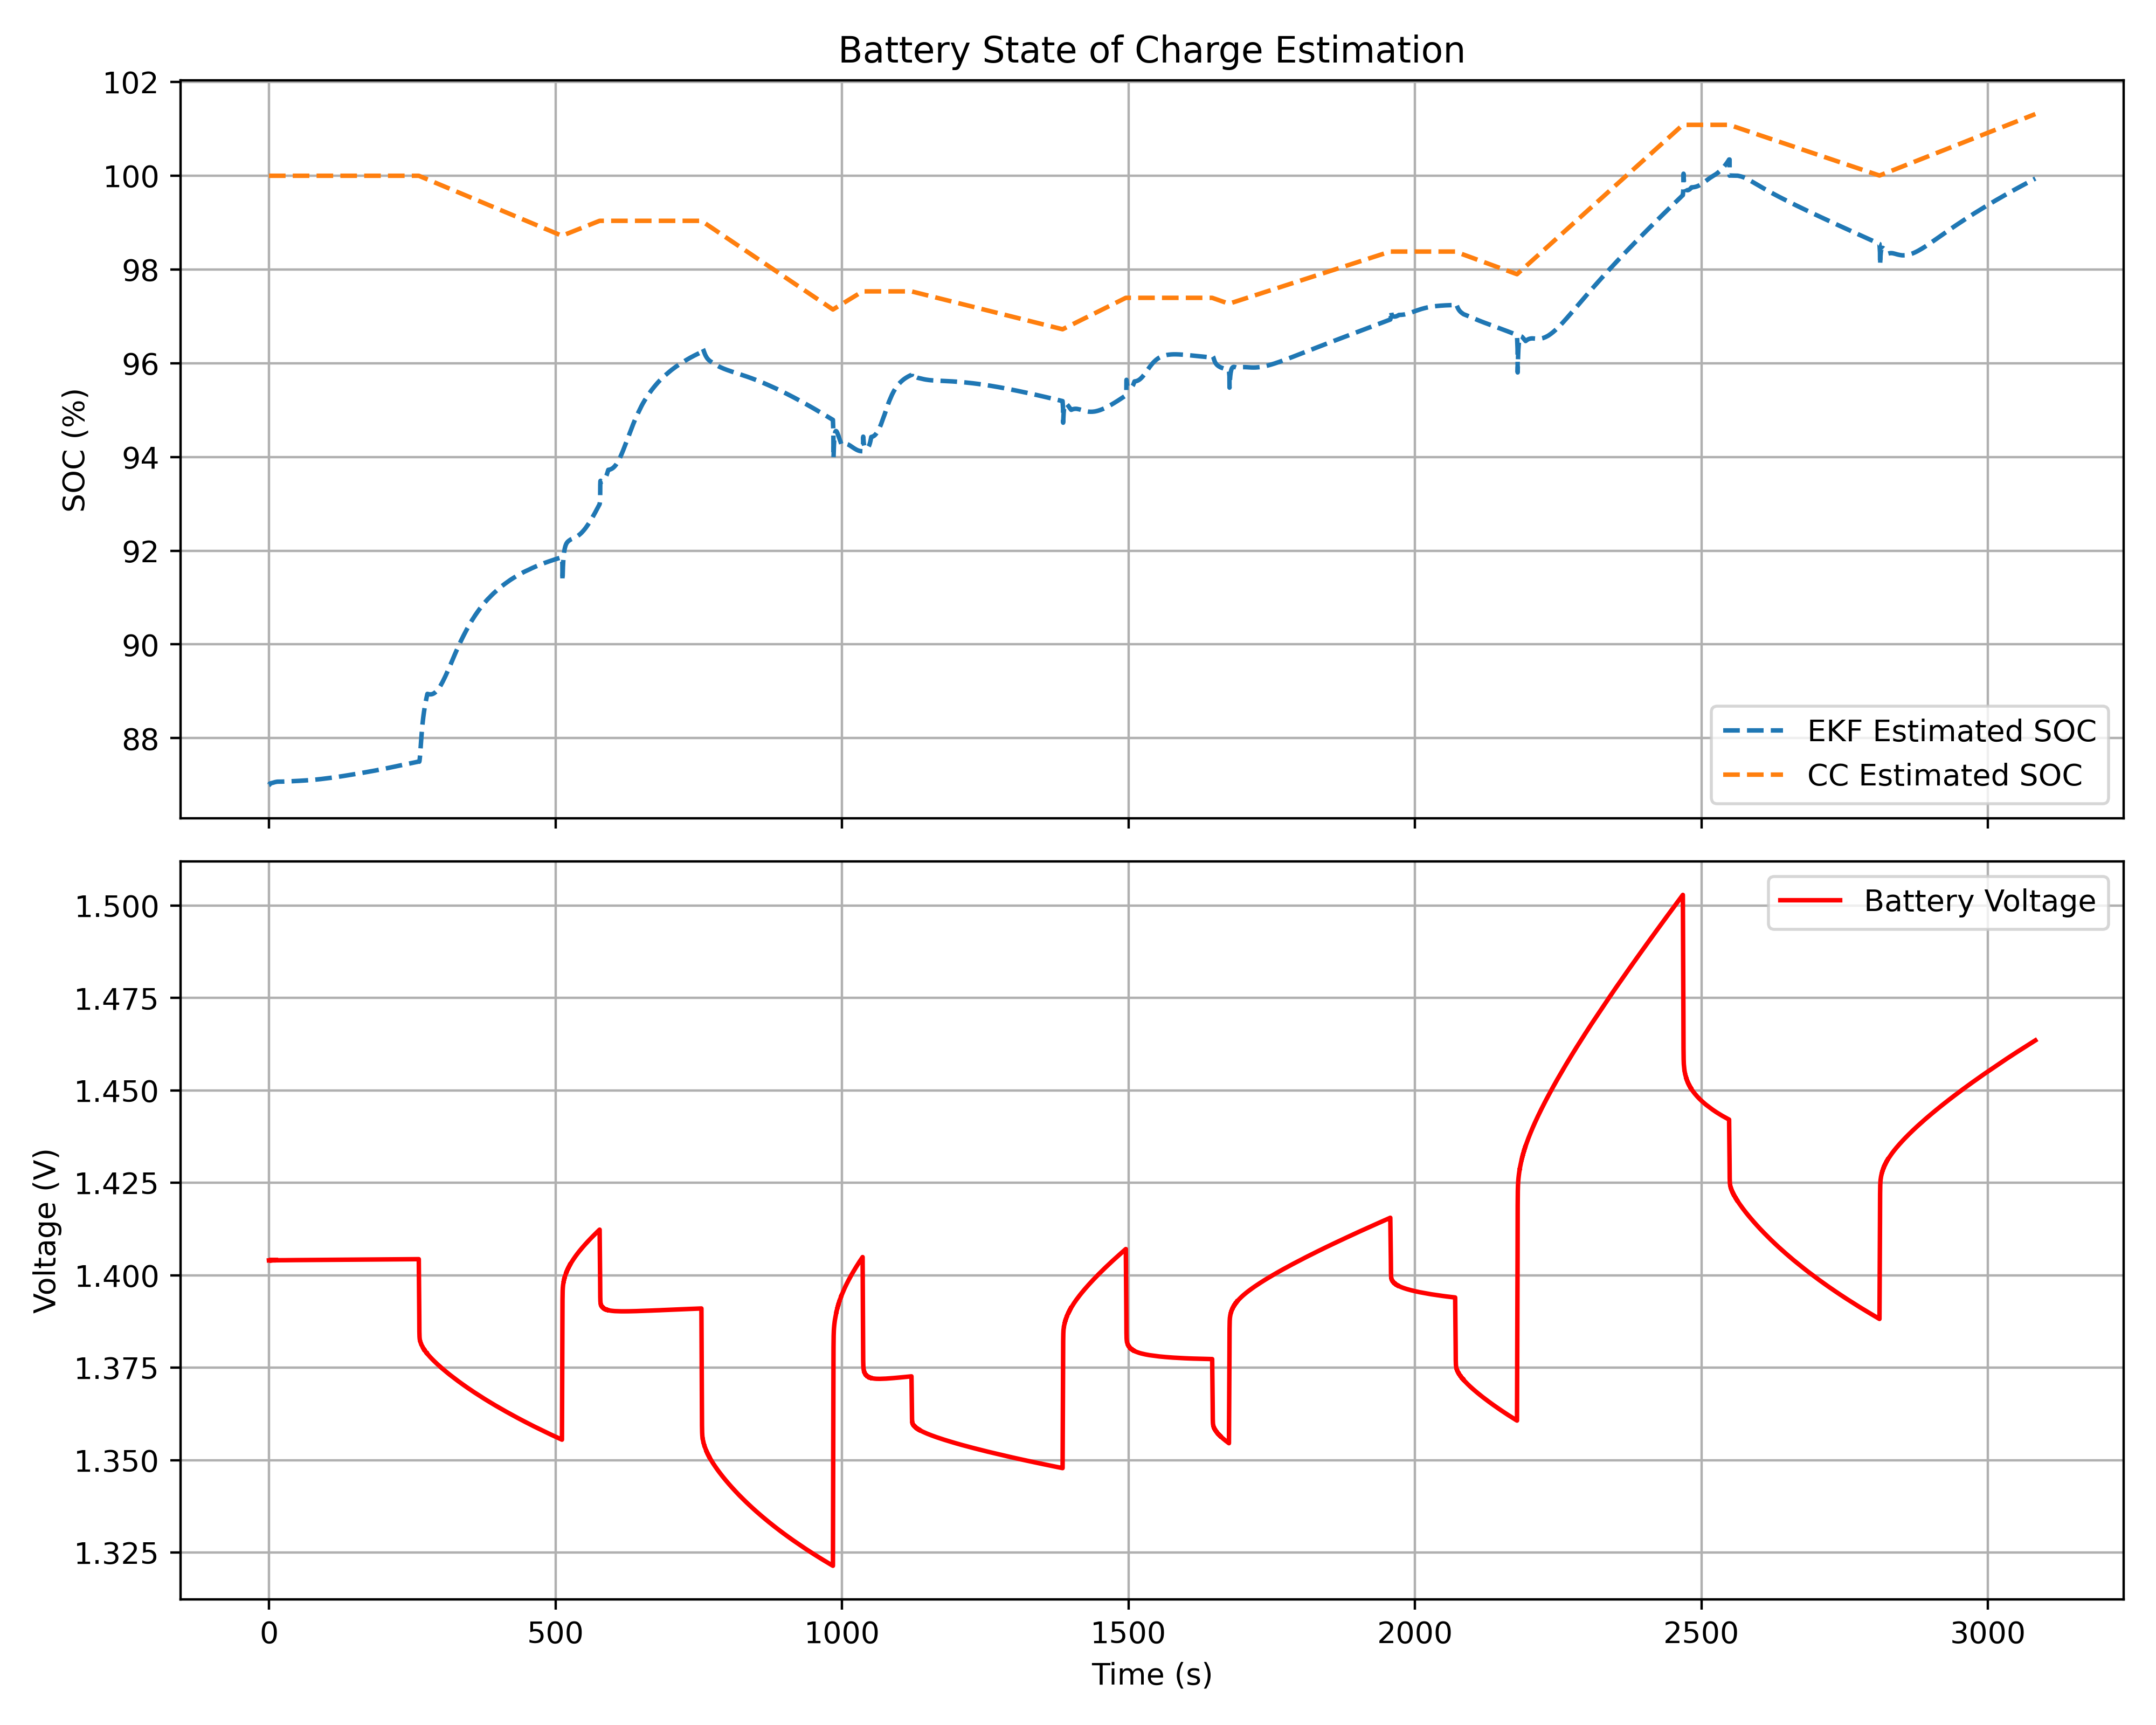 Battery State of Charge Estimation
102
100
98
96
94
92
90
88
SOC (%)
EKF Estimated SOC
CC Estimated SOC
1.500
1.475
1.450
1.425
1.400
1.375
1.350
1.325
Voltage (V)
Battery Voltage
0 500 1000 1500 2000 2500 3000
Time (s)